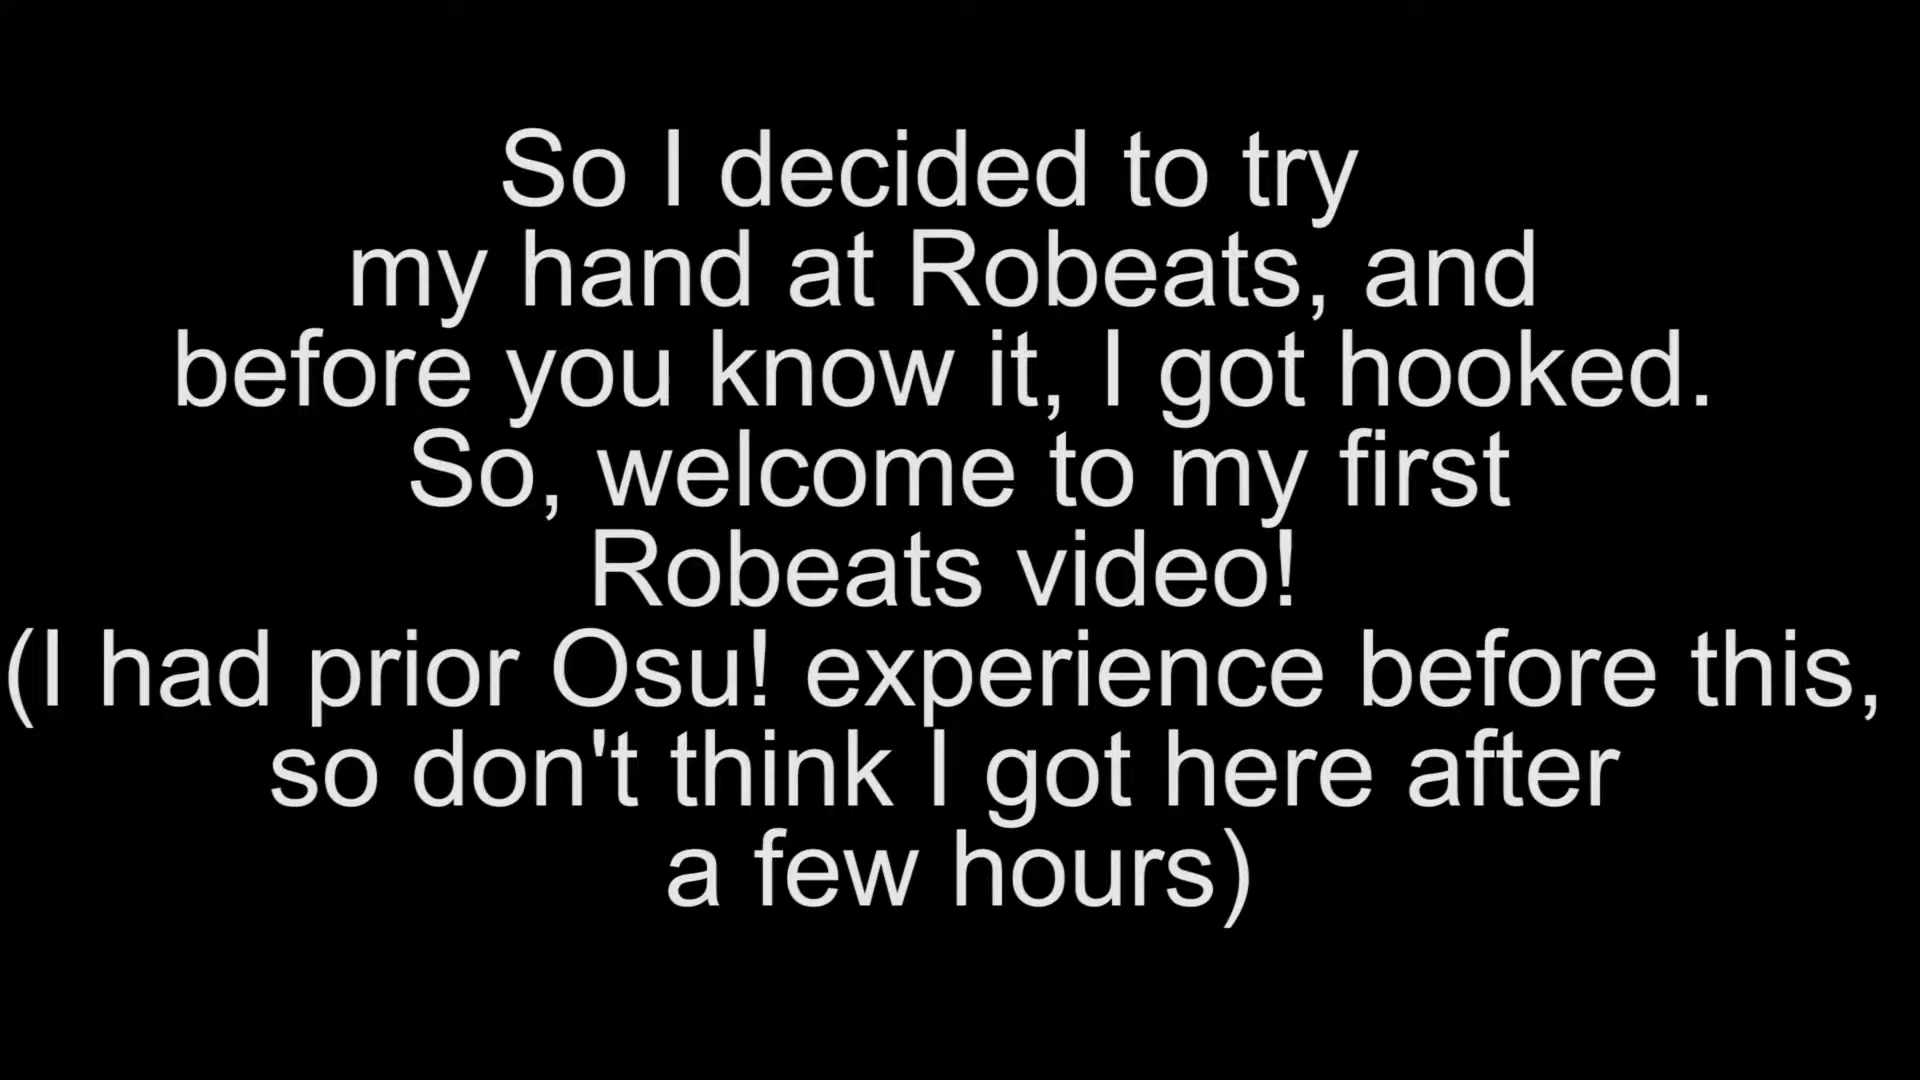 So I decided to try
my hand at Robeats, and
before you know it, I got hooked.
So, welcome to my first
Robeats video!
(I had prior Osu! experience before this,
so don't think I got here after
a few hours)